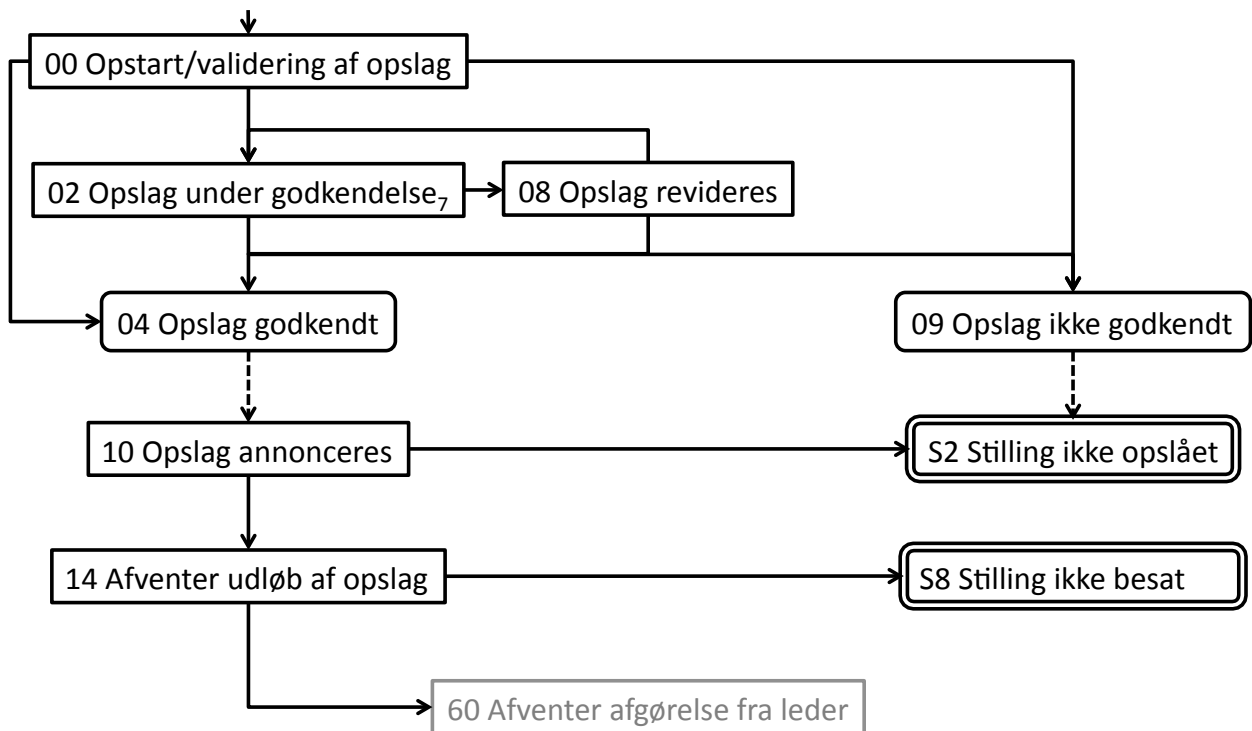 00 Opstart/validering af opslag
02 Opslag under godkendelse₇
08 Opslag revideres
04 Opslag godkendt
09 Opslag ikke godkendt
10 Opslag annonceres
S2 Stilling ikke opslået
14 Afventer udløb af opslag
S8 Stilling ikke besat
60 Afventer afgørelse fra leder